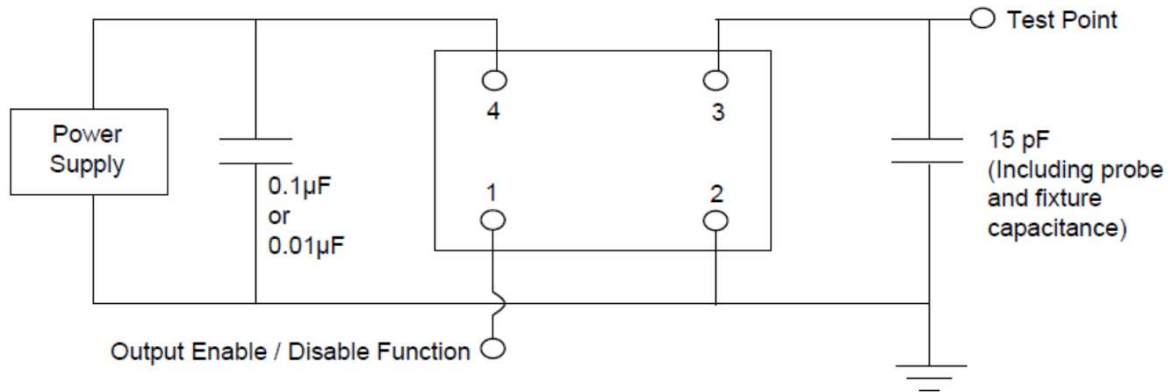 Test Point
4
3
Power
Supply
15 pF
(Including probe
and fixture
capacitance)
0.1µF
or
0.01µF
1
2
Output Enable / Disable Function